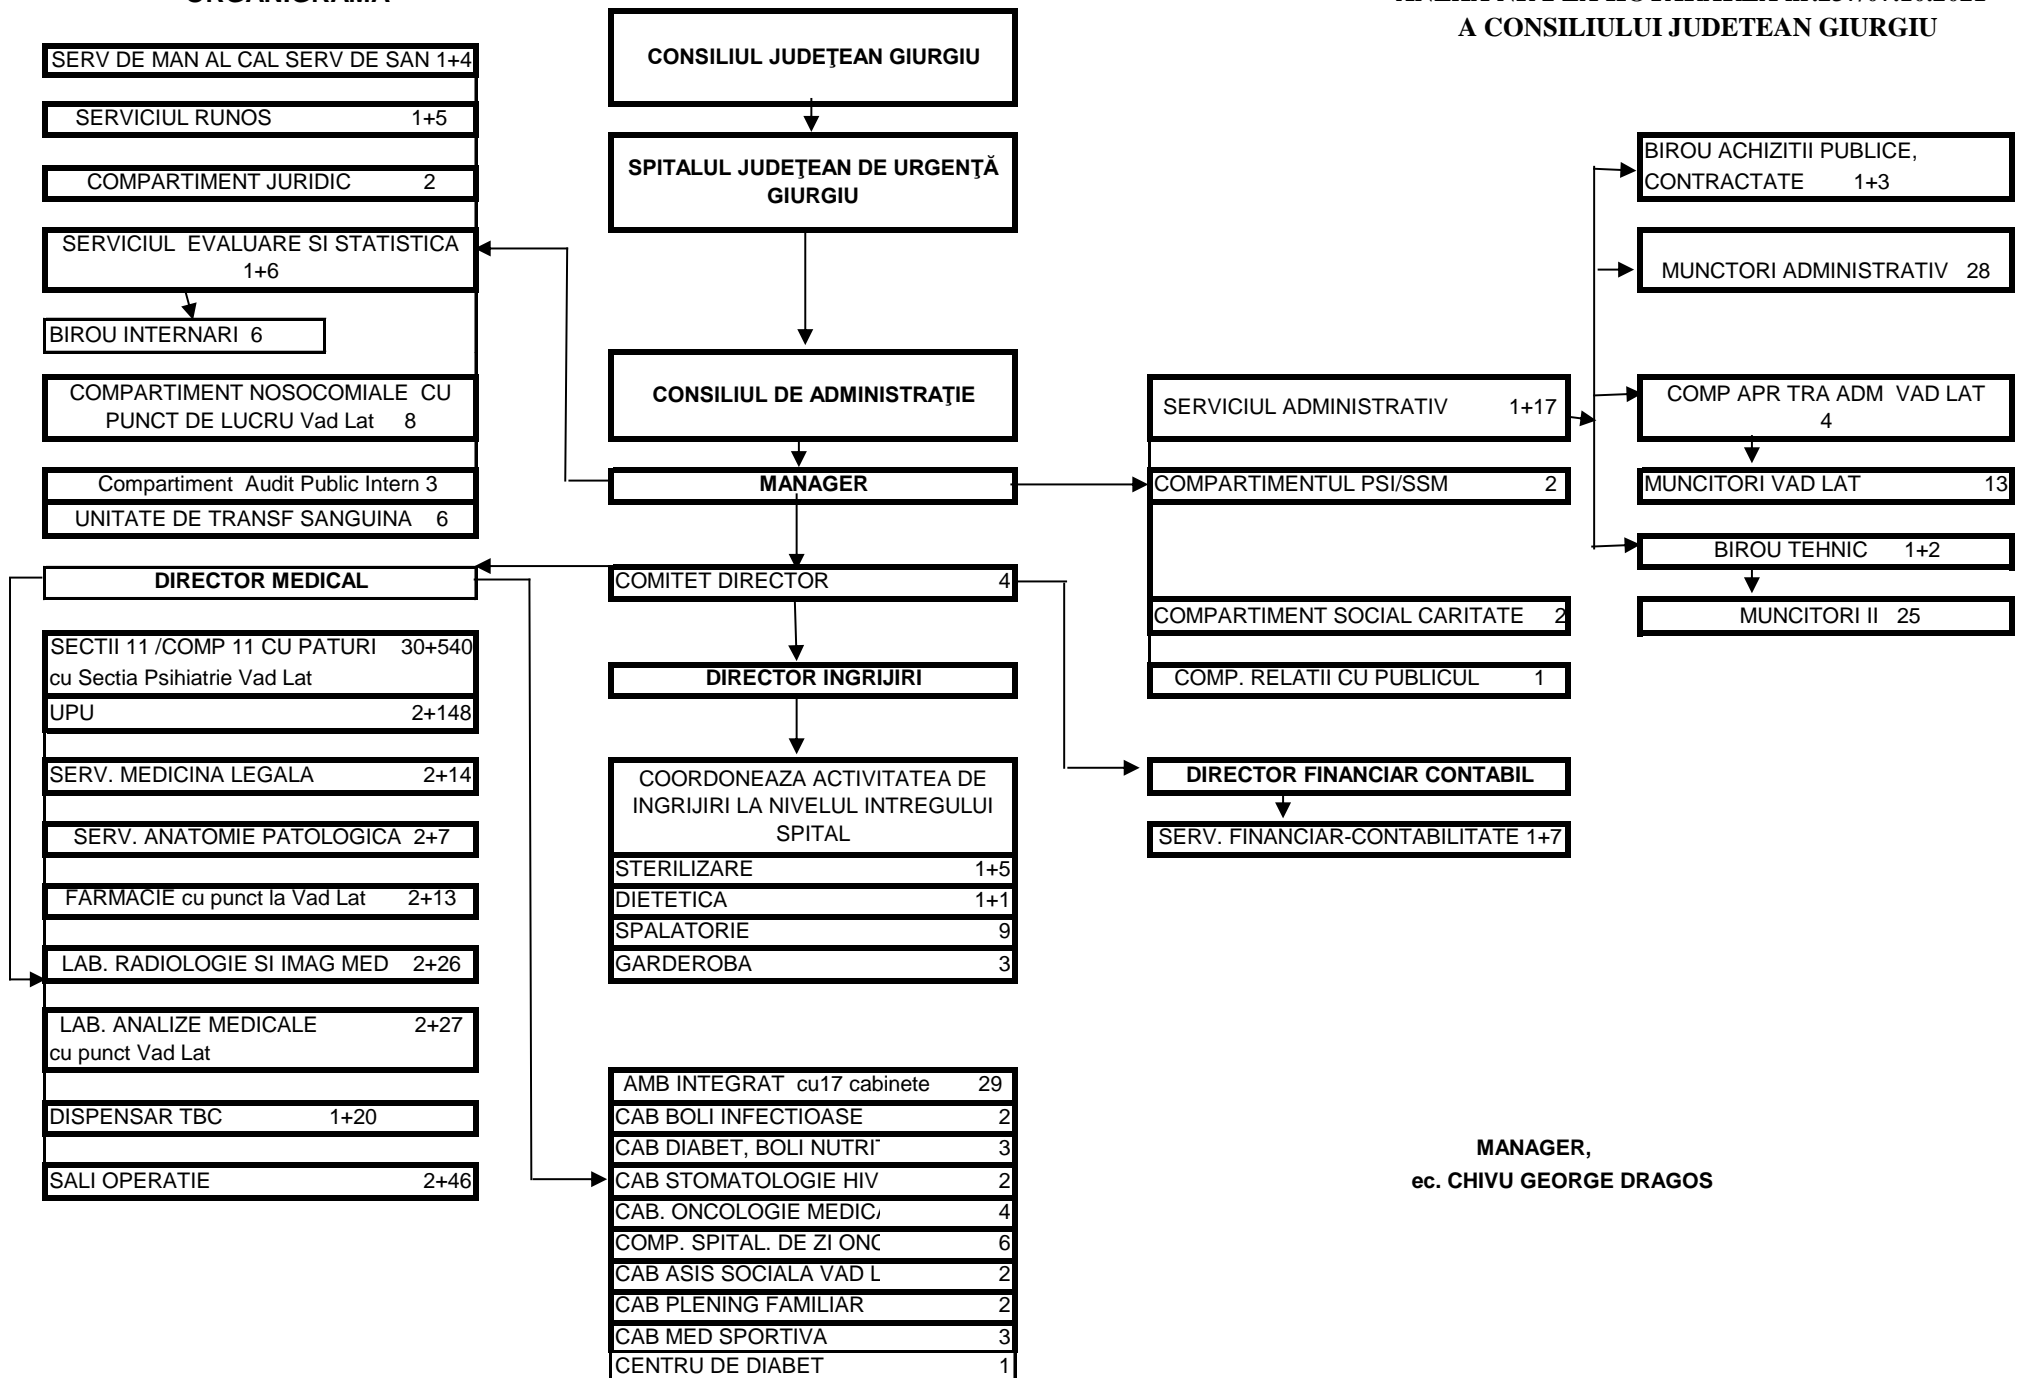 A CONSILIULUI JUDETEAN GIURGIU
SERV DE MAN AL CAL SERV DE SAN 1+4
SERVICIUL RUNOS 1+5
COMPARTIMENT JURIDIC 2
SERVICIUL EVALUARE SI STATISTICA
1+6
BIROU INTERNARI 6
COMPARTIMENT NOSOCOMIALE CU
PUNCT DE LUCRU Vad Lat 8
Compartiment Audit Public Intern 3
UNITATE DE TRANSF SANGUINA 6
DIRECTOR MEDICAL
SECTII 11 /COMP 11 CU PATURI 30+540
cu Sectia Psihiatrie Vad Lat
UPU 2+148
SERV. MEDICINA LEGALA 2+14
SERV. ANATOMIE PATOLOGICA 2+7
FARMACIE cu punct la Vad Lat 2+13
LAB. RADIOLOGIE SI IMAG MED 2+26
LAB. ANALIZE MEDICALE 2+27
cu punct Vad Lat
DISPENSAR TBC 1+20
SALI OPERATIE 2+46
CONSILIUL JUDEŢEAN GIURGIU
SPITALUL JUDEŢEAN DE URGENŢĂ
GIURGIU
CONSILIUL DE ADMINISTRAŢIE
MANAGER
COMITET DIRECTOR 4
DIRECTOR INGRIJIRI
COORDONEAZA ACTIVITATEA DE
INGRIJIRI LA NIVELUL INTREGULUI
SPITAL
STERILIZARE 1+5
DIETETICA 1+1
SPALATORIE 9
GARDEROBA 3
AMB INTEGRAT cu17 cabinete 29
CAB BOLI INFECTIOASE 2
CAB DIABET, BOLI NUTRIT 3
CAB STOMATOLOGIE HIV 2
CAB. ONCOLOGIE MEDICA 4
COMP. SPITAL. DE ZI ONC 6
CAB ASIS SOCIALA VAD L 2
CAB PLENING FAMILIAR 2
CAB MED SPORTIVA 3
CENTRU DE DIABET 1
SERVICIUL ADMINISTRATIV 1+17
COMPARTIMENTUL PSI/SSM 2
COMPARTIMENT SOCIAL CARITATE 2
COMP. RELATII CU PUBLICUL 1
DIRECTOR FINANCIAR CONTABIL
SERV. FINANCIAR-CONTABILITATE 1+7
BIROU ACHIZITII PUBLICE,
CONTRACTATE 1+3
MUNCTORI ADMINISTRATIV 28
COMP APR TRA ADM VAD LAT
4
MUNCITORI VAD LAT 13
BIROU TEHNIC 1+2
MUNCITORI II 25
MANAGER,
ec. CHIVU GEORGE DRAGOS